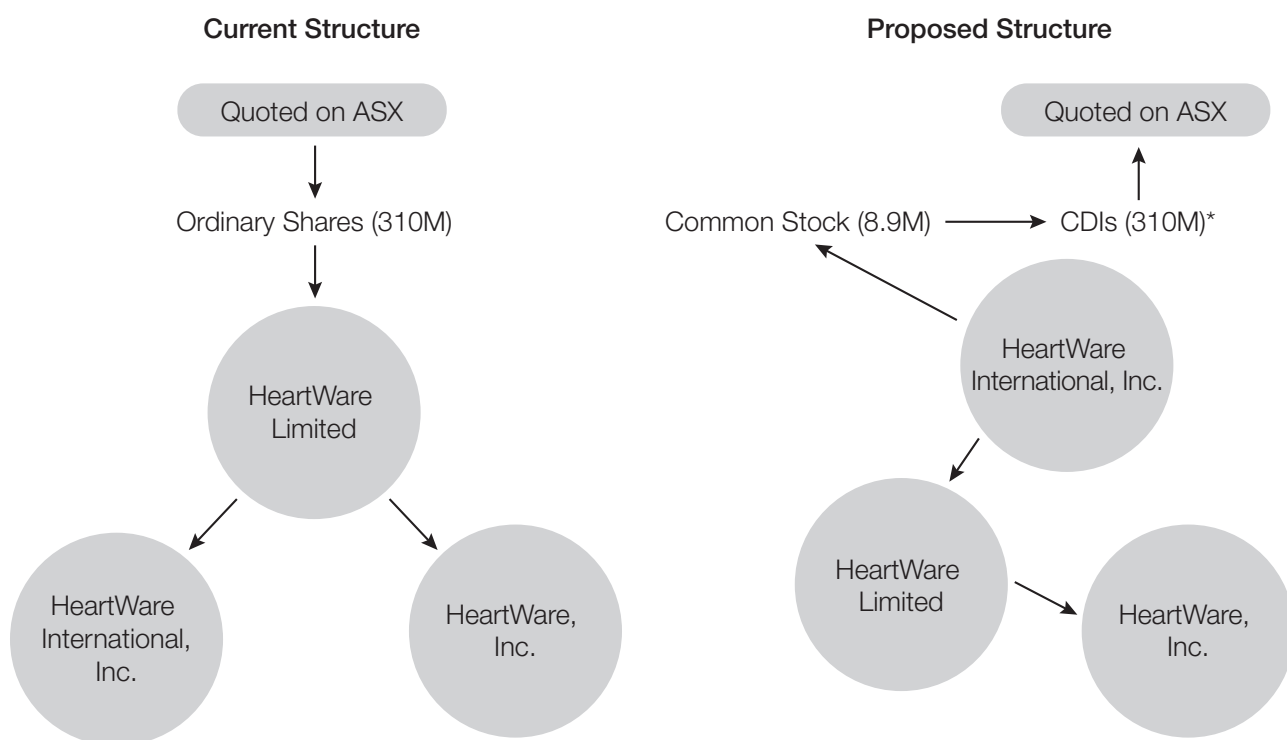 Current Structure
Quoted on ASX
Ordinary Shares (310M)
HeartWare
Limited
HeartWare
International,
Inc.
HeartWare,
Inc.
Proposed Structure
Quoted on ASX
Common Stock (8.9M)
CDIs (310M)*
HeartWare
International, Inc.
HeartWare
Limited
HeartWare,
Inc.